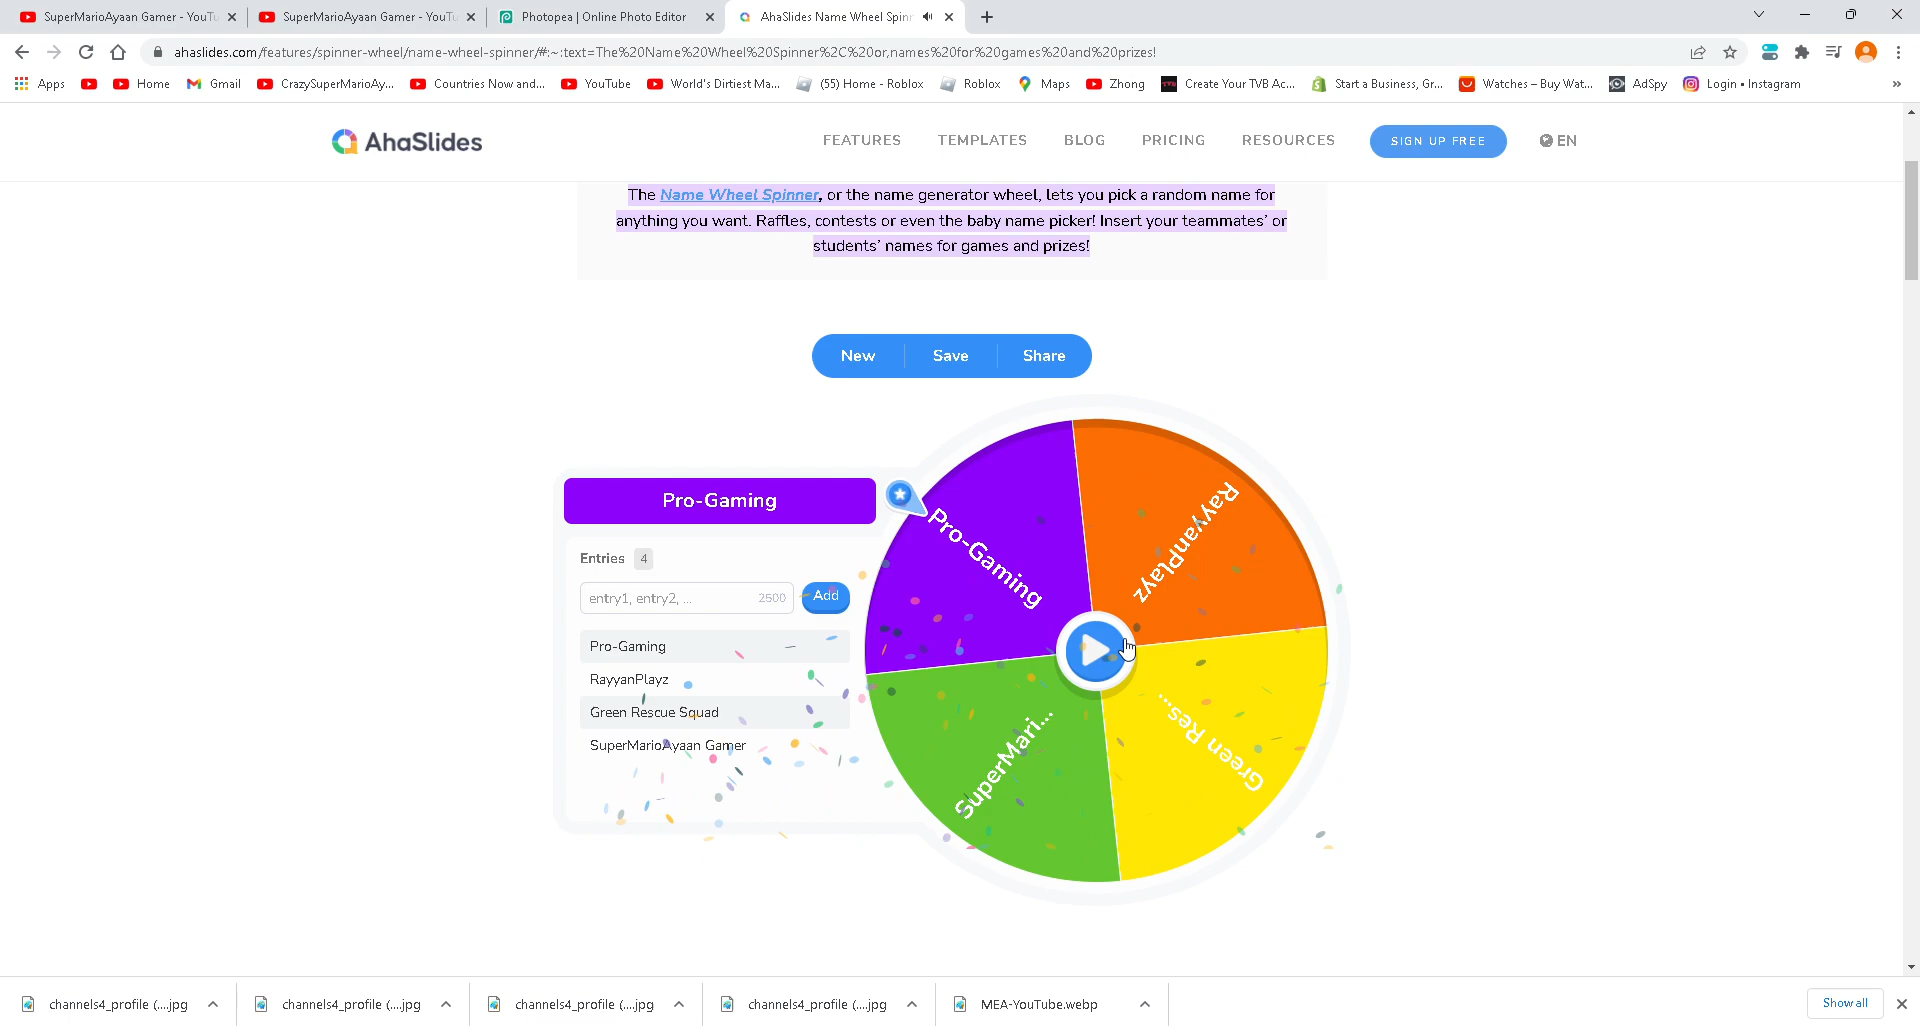 SuperMarioAyaan Gamer - YouTu
SuperMarioAyaan Gamer - YouTu
Photopea | Online Photo Editor
AhaSlides Name Wheel Spinn
ahaslides.com/features/spinner-wheel/name-wheel-spinner/#:~:text=The%20Name%20Wheel%20Spinner%2C%20or,names%20for%20games%20and%20prizes!
Apps
Home
Gmail
CrazySuperMarioAy...
Countries Now and...
YouTube
World's Dirtiest Ma...
(55) Home - Roblox
Roblox
Maps
Zhong
Create Your TVB Ac...
Start a Business, Gr...
Watches – Buy Wat...
AdSpy
Login • Instagram
»
AhaSlides
FEATURES
TEMPLATES
BLOG
PRICING
RESOURCES
SIGN UP FREE
EN
The Name Wheel Spinner, or the name generator wheel, lets you pick a random name for
anything you want. Raffles, contests or even the baby name picker! Insert your teammates' or
students' names for games and prizes!
New
Save
Share
Pro-Gaming
Entries 4
entry1, entry2, ...
2500
Add
Pro-Gaming
RayyanPlayz
Green Rescue Squad
SuperMarioAyaan Gamer
Pro-Gaming
RayyanPlayz
SuperMari...
Green Res...
channels4_profile (....jpg
channels4_profile (....jpg
channels4_profile (....jpg
channels4_profile (....jpg
MEA-YouTube.webp
Show all